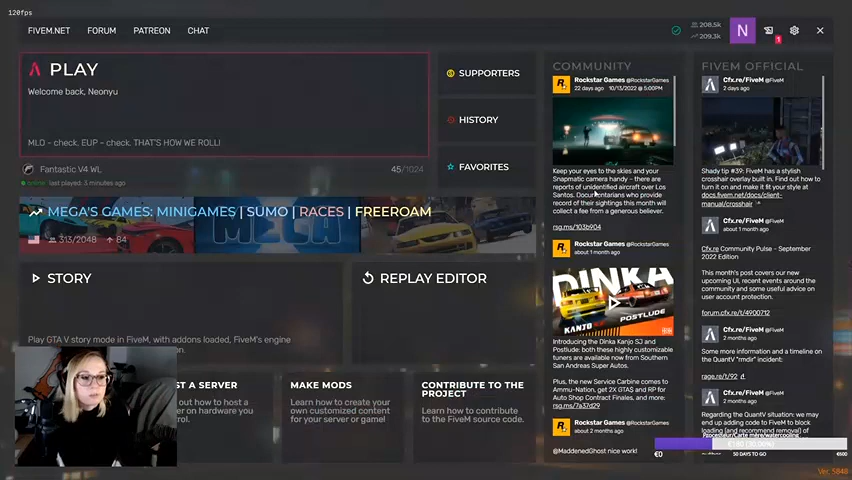 120fps
FIVEM.NET
FORUM
PATREON
CHAT
208.5k
209.3k
N
1
PLAY
Welcome back, Neonyu
MLO - check. EUP - check. THAT'S HOW WE ROLL!
Fantastic V4 WL
45/1024
online last played: 3 minutes ago
SUPPORTERS
HISTORY
FAVORITES
MEGA'S GAMES: MINIGAMES | SUMO | RACES | FREEROAM
313/2048
84
STORY
Play GTA V story mode in FiveM, with addons loaded, FiveM's engine
REPLAY EDITOR
ST A SERVER
out how to host a
er on hardware you
MAKE MODS
Learn how to create your
own customized content
for your server or game!
CONTRIBUTE TO THE
PROJECT
Learn how to contribute
to the FiveM source code.
COMMUNITY
Rockstar Games @RockstarGames
22 days ago 10/13/2022 @ 5:00PM
Keep your eyes to the skies and your
Snapmatic camera handy – there are
reports of unidentified aircraft over Los
Santos. Documentarians who provide
record of their sightings this month will
collect a fee from a generous believer.
rsg.ms/103b904
Rockstar Games @RockstarGames
about 1 month ago
DINKA
KANJO SJ
POSTLUDE
Introducing the Dinka Kanjo SJ and
Postlude: both these highly customizable
tuners are available now from Southern
San Andreas Super Autos.
Plus, the new Service Carbine comes to
Ammu-Nation, get 2X GTA$ and RP for
Auto Shop Contract Finales, and more:
rsg.ms/7a37d29
Rockstar Games @RockstarGames
about 2 months ago
@MaddenedGhost nice work!
FIVEM OFFICIAL
Cfx.re/FiveM @FiveM
2 days ago
Shady tip #39: FiveM has a stylish
crosshair overlay built in. Find out how to
turn it on and make it fit your style at
docs.fivem.net/docs/client-
manual/crosshair
Cfx.re/FiveM @FiveM
about 1 month ago
Cfx.re Community Pulse - September
2022 Edition
This month's post covers our new
upcoming UI, recent events around the
community and some useful advice on
user account protection.
forum.cfx.re/t/4900712
Cfx.re/FiveM @FiveM
2 months ago
Some more information and a timeline on
the QuantV "rmdir" incident:
rage.re/t/92
Cfx.re/FiveM @FiveM
2 months ago
Regarding the QuantV situation: we may
end up adding code to FiveM to block
€0
50 DAYS TO GO
€500
Ver. 5848